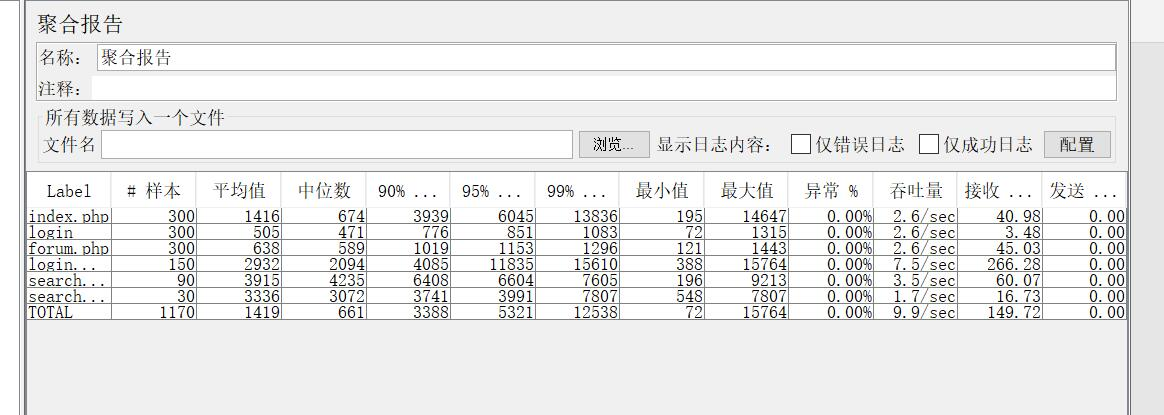 聚合报告
名称： 聚合报告
注释：
所有数据写入一个文件
文件名 浏览... 显示日志内容： 仅错误日志 仅成功日志 配置
Label # 样本 平均值 中位数 90% ... 95% ... 99% ... 最小值 最大值 异常 % 吞吐量 接收 ... 发送 ...
index.php 300 1416 674 3939 6045 13836 195 14647 0.00% 2.6/sec 40.98 0.00
login 300 505 471 776 851 1083 72 1315 0.00% 2.6/sec 3.48 0.00
forum.php 300 638 589 1019 1153 1296 121 1443 0.00% 2.6/sec 45.03 0.00
login... 150 2932 2094 4085 11835 15610 388 15764 0.00% 7.5/sec 266.28 0.00
search... 90 3915 4235 6408 6604 7605 196 9213 0.00% 3.5/sec 60.07 0.00
search... 30 3336 3072 3741 3991 7807 548 7807 0.00% 1.7/sec 16.73 0.00
TOTAL 1170 1419 661 3388 5321 12538 72 15764 0.00% 9.9/sec 149.72 0.00